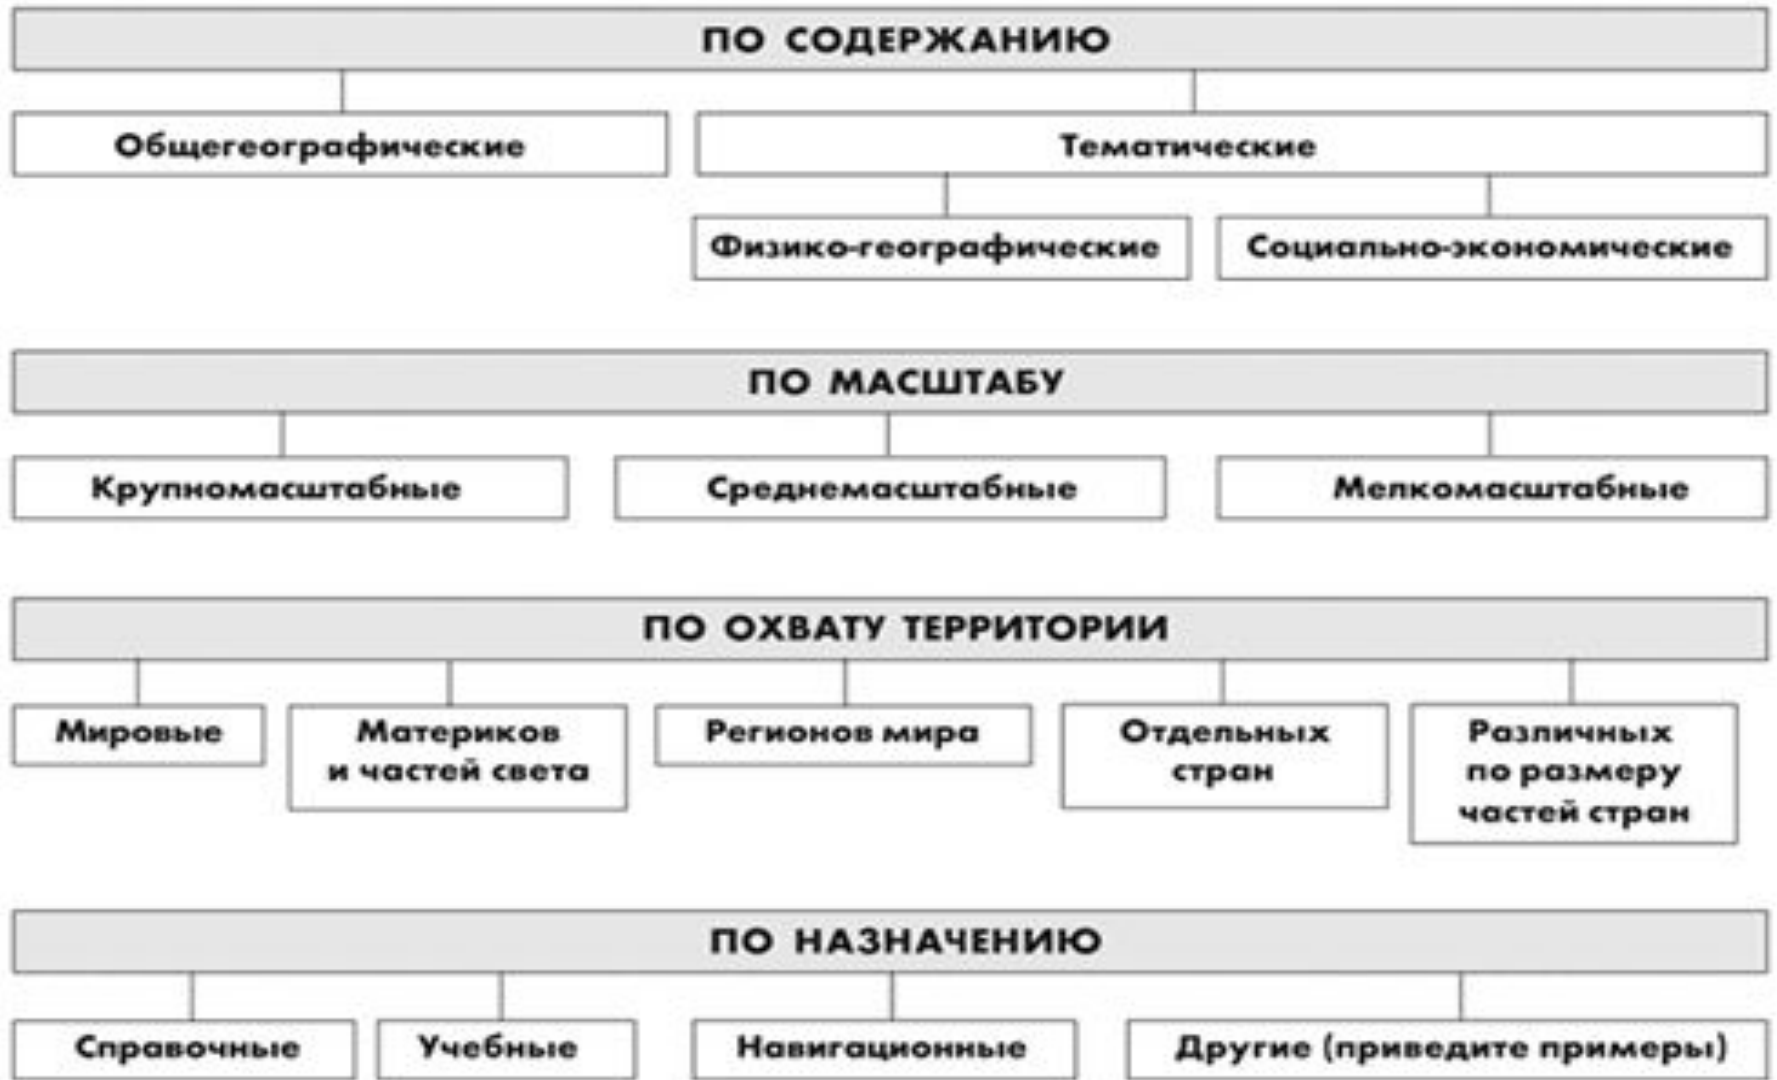 ПО СОДЕРЖАНИЮ
Общегеографические
Тематические
Физико-географические
Социально-экономические
ПО МАСШТАБУ
Крупномасштабные
Среднемасштабные
Мелкомасштабные
ПО ОХВАТУ ТЕРРИТОРИИ
Мировые
Материков
и частей света
Регионов мира
Отдельных
стран
Различных
по размеру
частей стран
ПО НАЗНАЧЕНИЮ
Справочные
Учебные
Навигационные
Другие (приведите примеры)